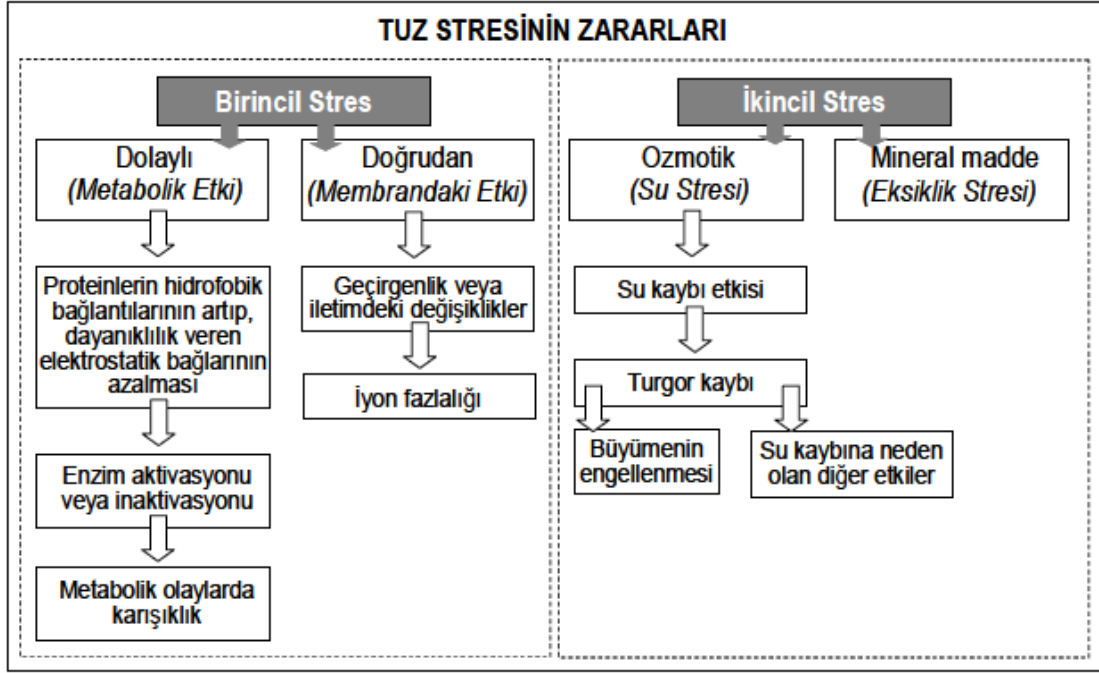 TUZ STRESİNİN ZARARLARI
Birincil Stres
Dolaylı
(Metabolik Etki)
Proteinlerin hidrofobik
bağlantılarının artıp,
dayanıklılık veren
elektrostatik bağlarının
azalması
Enzim aktivasyonu
veya inaktivasyonu
Metabolik olaylarda
karışıklık
Doğrudan
(Membrandaki Etki)
Geçirgenlik veya
iletimdeki değişiklikler
İyon fazlalığı
İkincil Stres
Ozmotik
(Su Stresi)
Su kaybı etkisi
Turgor kaybı
Büyümenin
engellenmesi
Su kaybına neden
olan diğer etkiler
Mineral madde
(Eksiklik Stresi)